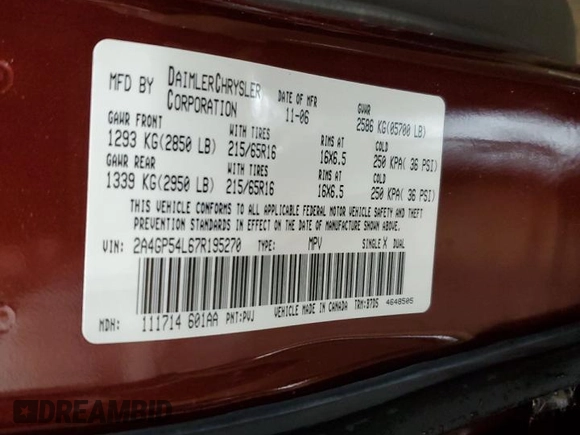 MFD BY DAIMLERCHRYSLER CORPORATION
DATE OF MFR 11-06
GVWR 2586 KG(05700 LB)
GAWR FRONT WITH TIRES RIMS AT COLD
1293 KG(2850 LB) 215/65R16 16X6.5 250 KPA( 36 PSI)
GAWR REAR WITH TIRES RIMS AT COLD
1339 KG(2950 LB) 215/65R16 16X6.5 250 KPA( 36 PSI)
THIS VEHICLE CONFORMS TO ALL APPLICABLE FEDERAL MOTOR VEHICLE SAFETY AND THEFT
PREVENTION STANDARDS IN EFFECT ON THE DATE OF MANUFACTURE SHOWN ABOVE.
VIN: 2A4GP54L67R195270 TYPE: MPV SINGLE X DUAL
VEHICLE MADE IN CANADA
MDH: 111714 601AA PNT:PVJ TRM:B7D5 4648505
DREAMBID